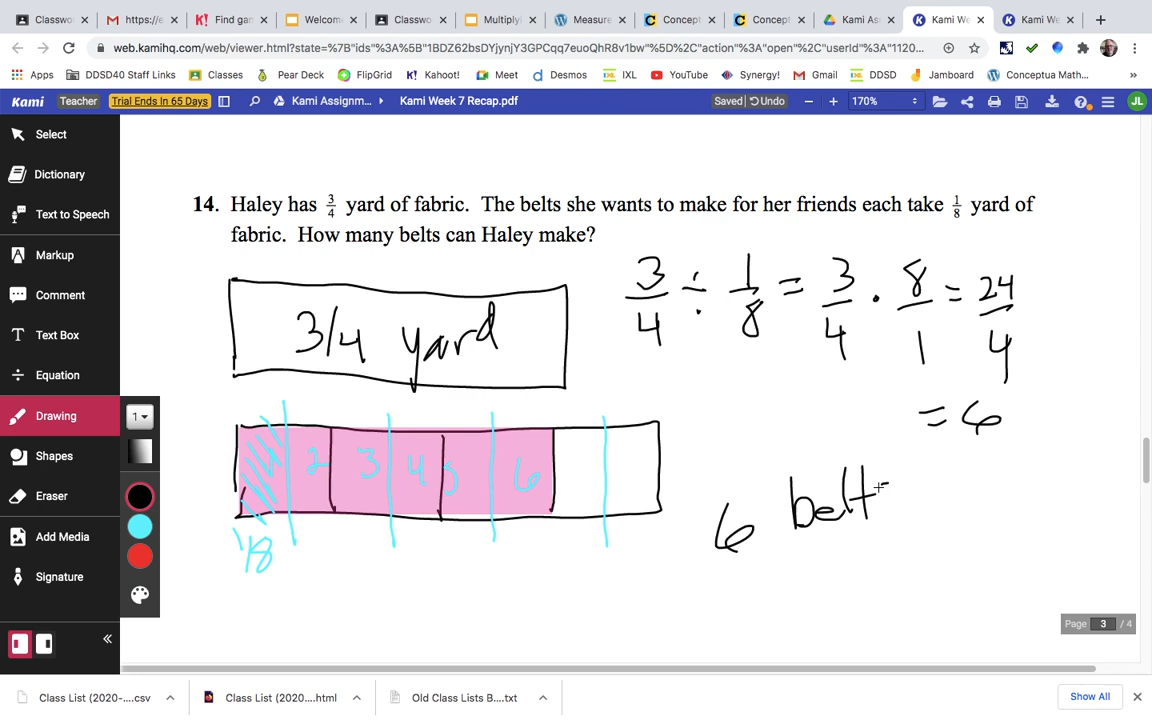 Classwo
https://e
Find gan
Welcom
Classwo
Multiplyi
Measure
Concept
Concept
Kami As
Kami We
Kami We
web.kamihq.com/web/viewer.html?state=%7B"ids"%3A%5B"1BDZ62bsDYjynjY3GPCqq7euoQhR8v1bw"%5D%2C"action"%3A"open"%2C"userId"%3A"1120...
Apps DDSD40 Staff Links Classes Pear Deck FlipGrid Kahoot! Meet Desmos IXL YouTube Synergy! Gmail DDSD Jamboard Conceptua Math... »
Kami Teacher Trial Ends In 65 Days Kami Assignm... Kami Week 7 Recap.pdf Saved Undo 170% JL
Select
Dictionary
Text to Speech
Markup
Comment
Text Box
Equation
Drawing
1
Shapes
Eraser
Add Media
Signature
14. Haley has 3/4 yard of fabric. The belts she wants to make for her friends each take 1/8 yard of
fabric. How many belts can Haley make?
3/4 ÷ 1/8 = 3/4 · 8/1 = 24/4
= 6
3/4 yard
2 3 4 5 6
1/8
6 belt
Page 3 / 4
Class List (2020-....csv Class List (2020....html Old Class Lists B....txt Show All